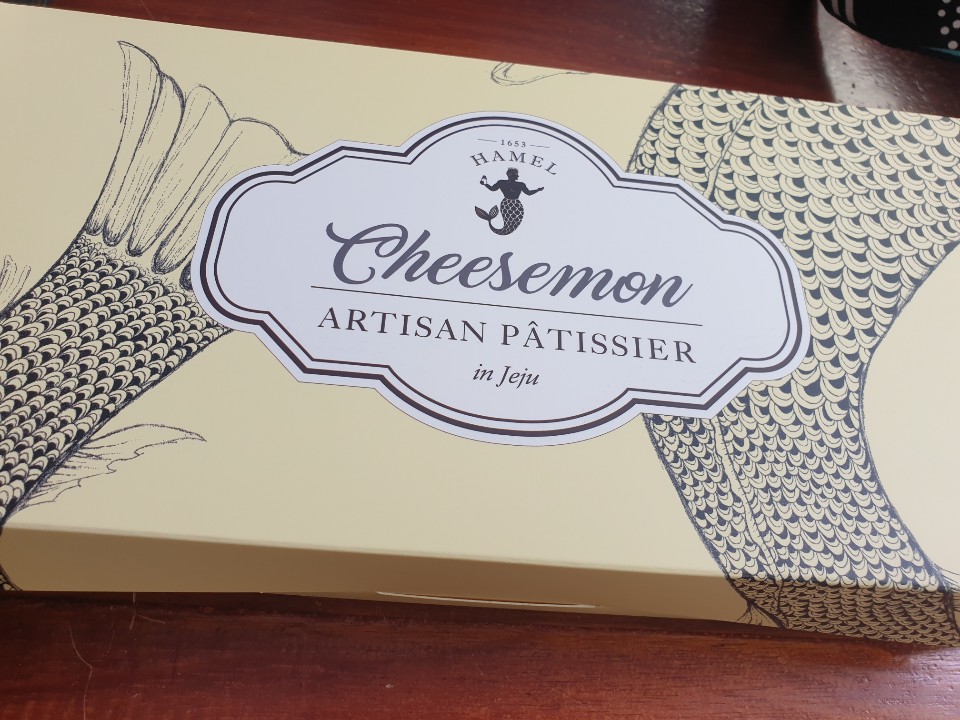 1653
HAMEL
Cheesemon
ARTISAN PÂTISSIER
in Jeju